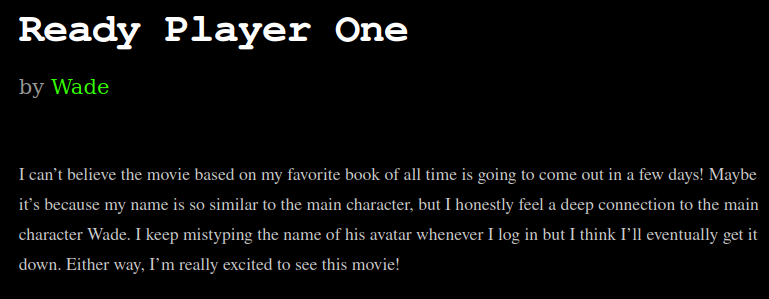 Ready Player One
by Wade
I can’t believe the movie based on my favorite book of all time is going to come out in a few days! Maybe
it’s because my name is so similar to the main character, but I honestly feel a deep connection to the main
character Wade. I keep mistyping the name of his avatar whenever I log in but I think I’ll eventually get it
down. Either way, I’m really excited to see this movie!